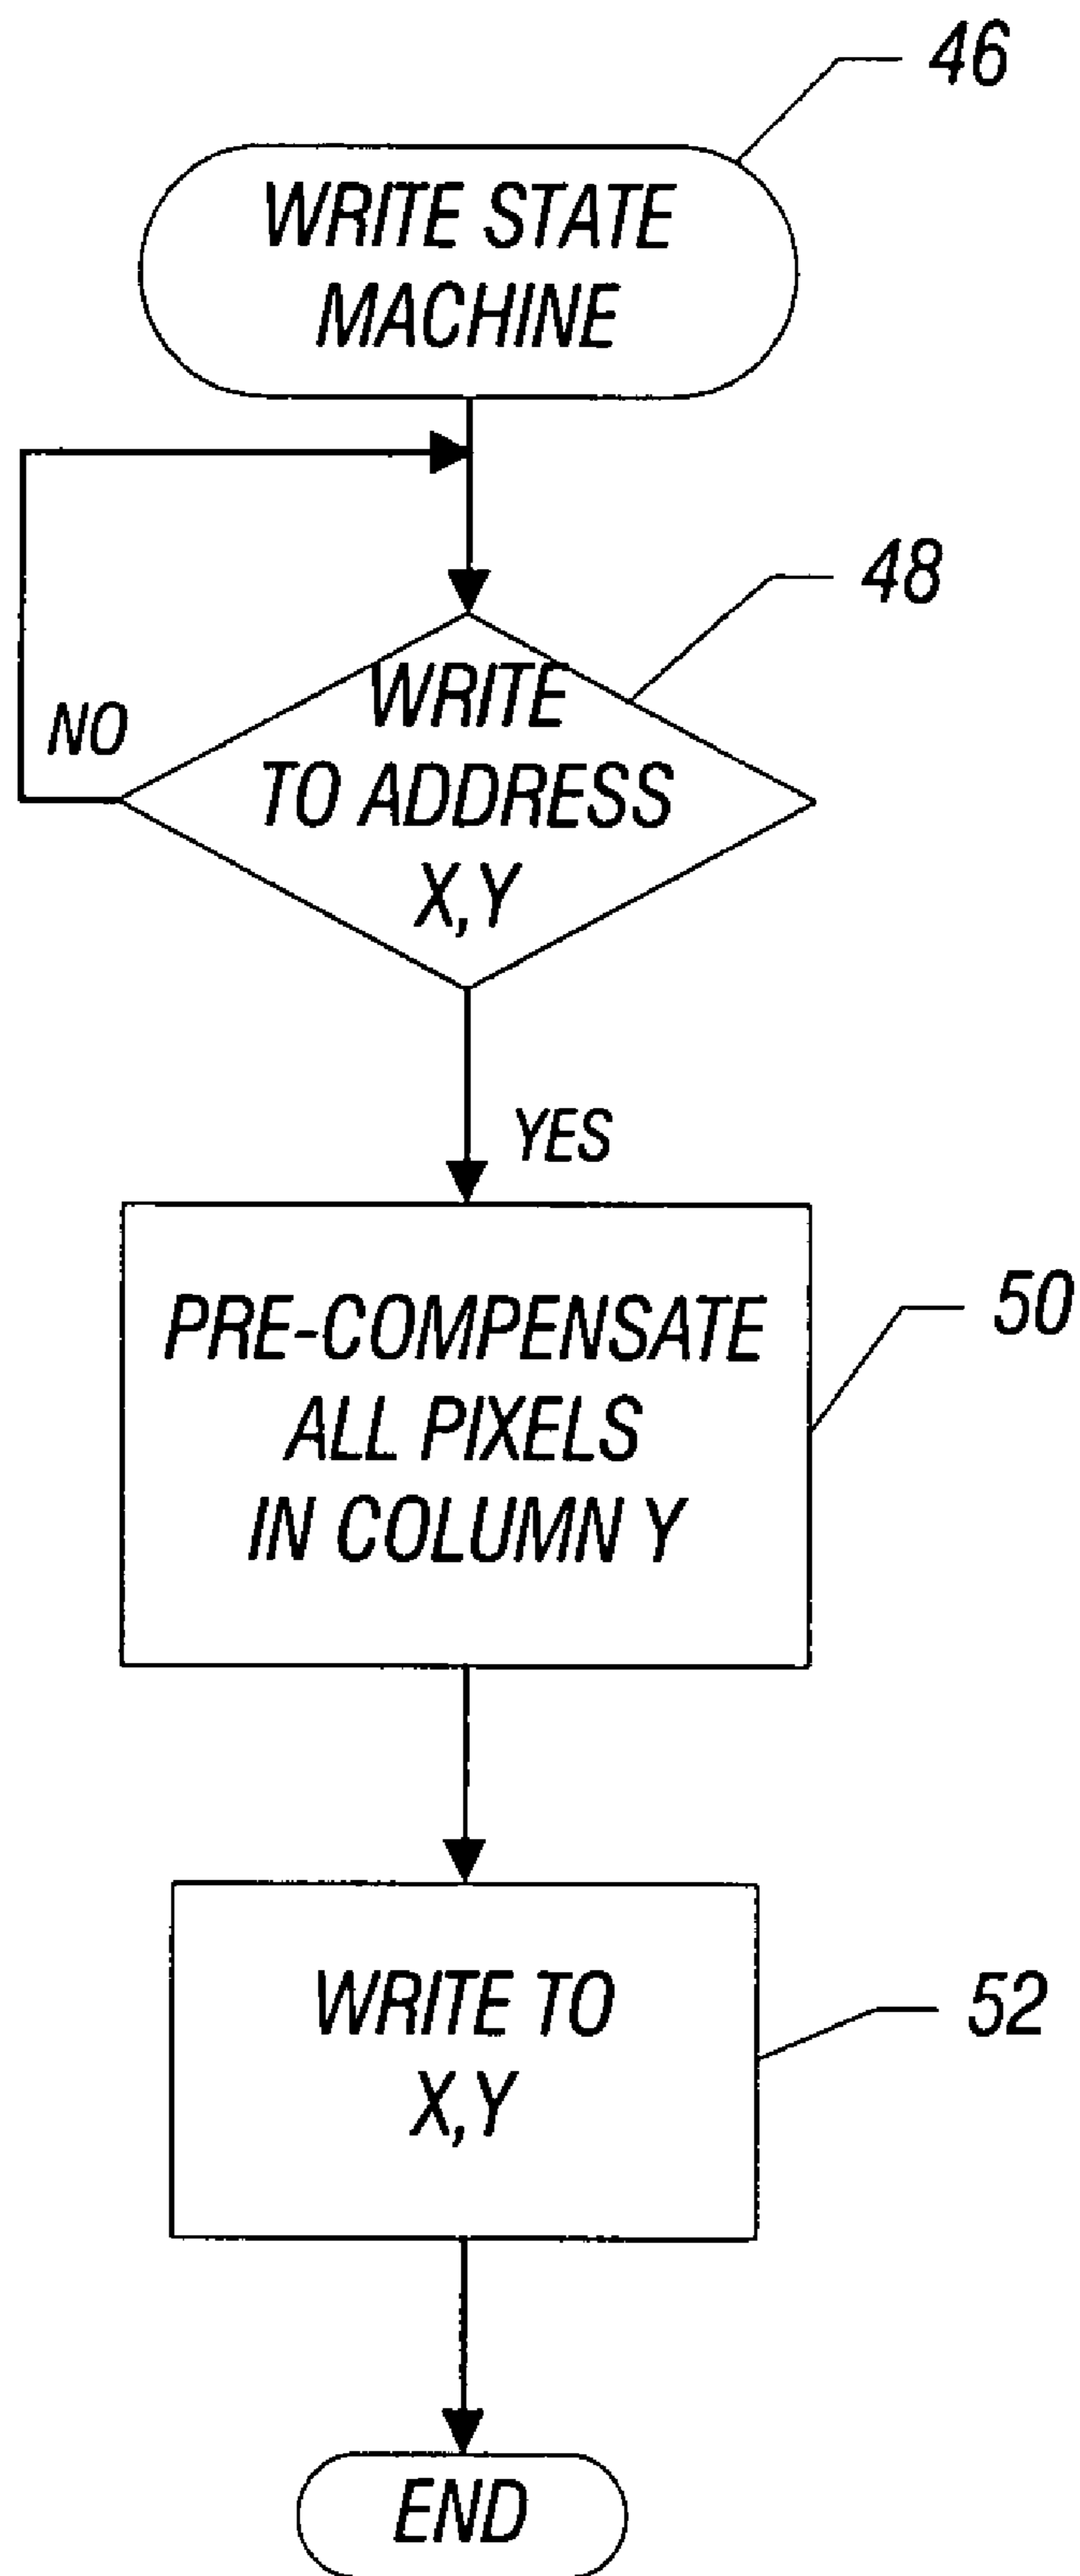 46
WRITE STATE
MACHINE
48
WRITE
TO ADDRESS
X,Y
NO
YES
PRE-COMPENSATE
ALL PIXELS
IN COLUMN Y
50
WRITE TO
X,Y
52
END